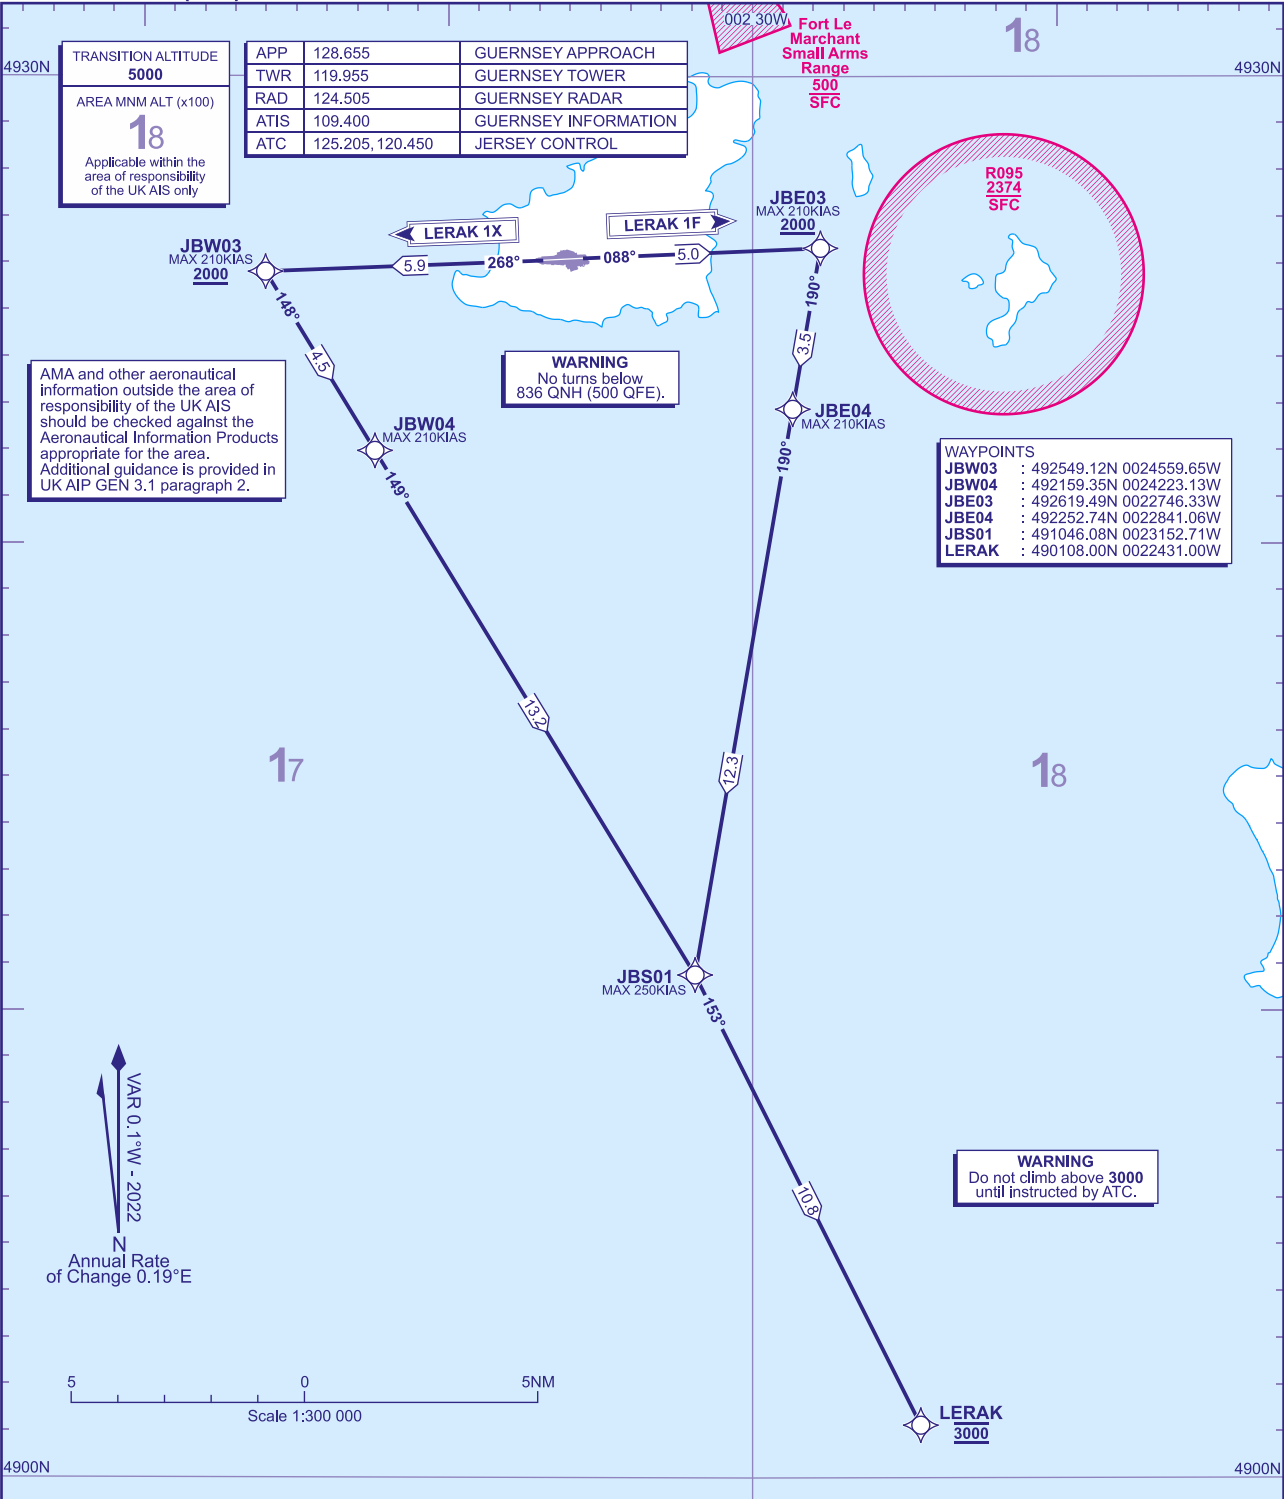 002 30W
4930N
4930N
TRANSITION ALTITUDE
5000
AREA MNM ALT (x100)
18
Applicable within the
area of responsibility
of the UK AIS only
APP 128.655 GUERNSEY APPROACH
TWR 119.955 GUERNSEY TOWER
RAD 124.505 GUERNSEY RADAR
ATIS 109.400 GUERNSEY INFORMATION
ATC 125.205, 120.450 JERSEY CONTROL
Fort Le
Marchant
Small Arms
Range
500
SFC
18
R095
2374
SFC
JBE03
MAX 210KIAS
2000
LERAK 1X
LERAK 1F
JBW03
MAX 210KIAS
2000
5.9
268°
088°
5.0
148°
190°
4.5
3.5
WARNING
No turns below
836 QNH (500 QFE).
AMA and other aeronautical
information outside the area of
responsibility of the UK AIS
should be checked against the
Aeronautical Information Products
appropriate for the area.
Additional guidance is provided in
UK AIP GEN 3.1 paragraph 2.
JBW04
MAX 210KIAS
JBE04
MAX 210KIAS
149°
190°
WAYPOINTS
JBW03 : 492549.12N 0024559.65W
JBW04 : 492159.35N 0024223.13W
JBE03 : 492619.49N 0022746.33W
JBE04 : 492252.74N 0022841.06W
JBS01 : 491046.08N 0023152.71W
LERAK : 490108.00N 0022431.00W
13.2
12.3
17
18
JBS01
MAX 250KIAS
153°
VAR 0.1°W - 2022
N
Annual Rate
of Change 0.19°E
10.8
WARNING
Do not climb above 3000
until instructed by ATC.
5 0 5NM
Scale 1:300 000
LERAK
3000
4900N
4900N